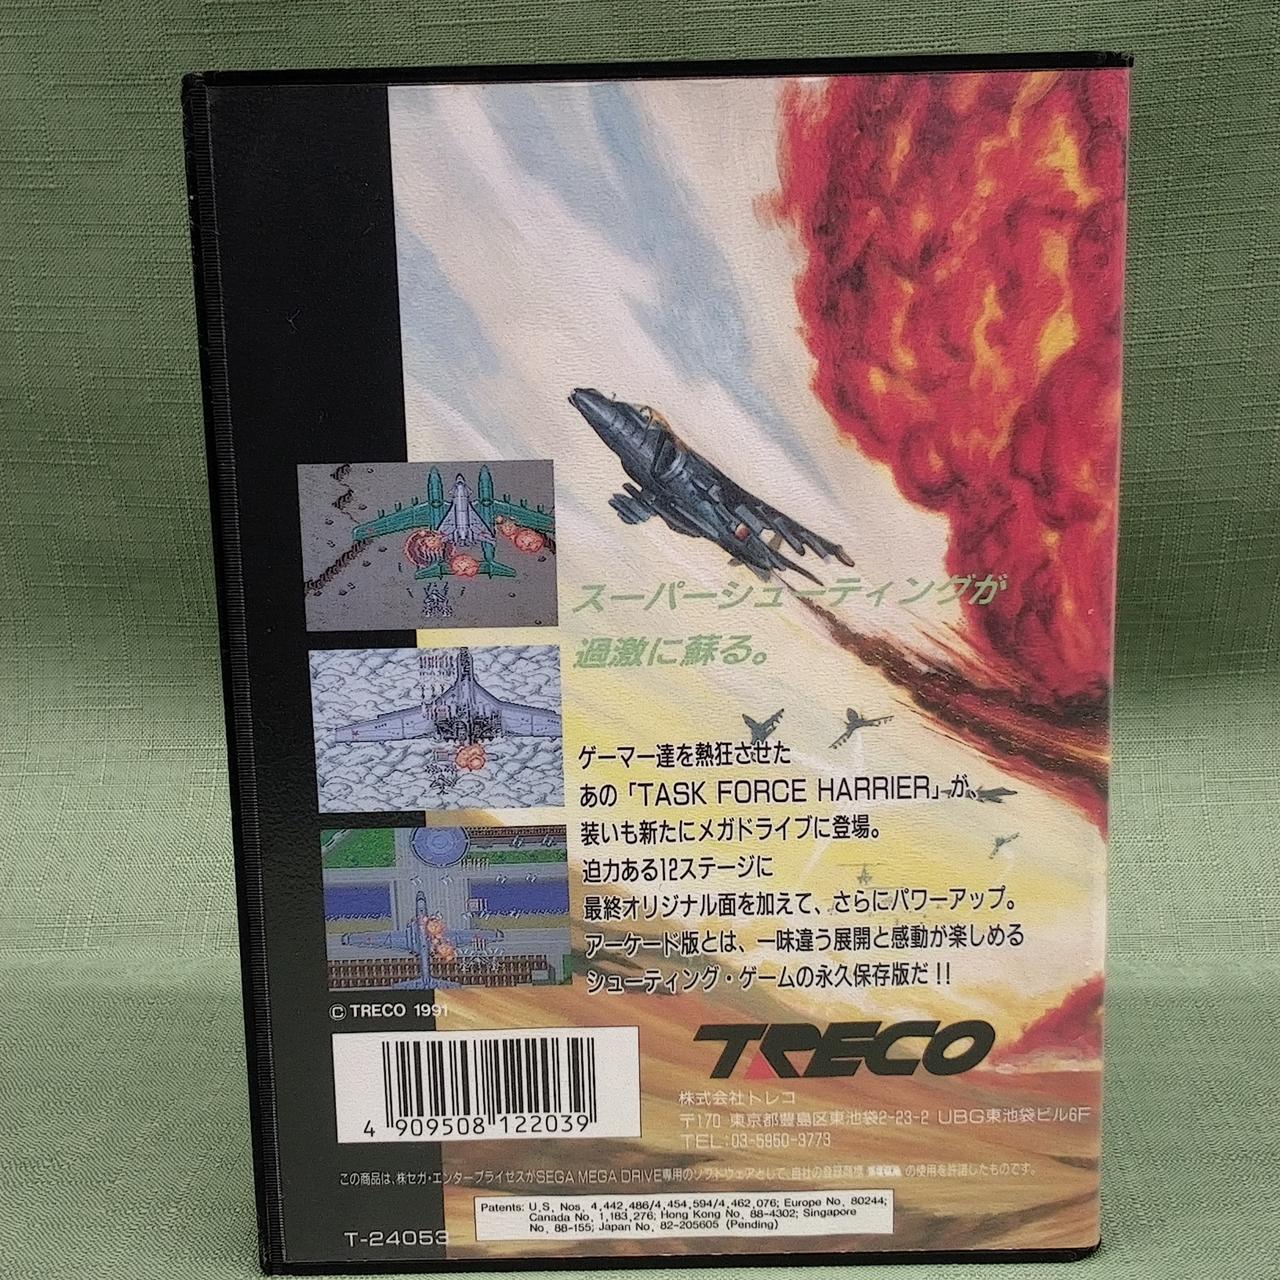 スーパーシューティングが
過激に蘇る。
ゲーマー達を熱狂させた
あの「TASK FORCE HARRIER」が、
装いも新たにメガドライブに登場。
迫力ある12ステージに
最終オリジナル面を加えて、さらにパワーアップ。
アーケード版とは、一味違う展開と感動が楽しめる
シューティング・ゲームの永久保存版だ!!
© TRECO 1991
4 909508 122039
TRECO
株式会社トレコ
〒170 東京都豊島区東池袋2-23-2 UBG東池袋ビル6F
TEL:03-5950-3773
この商品は、㈱セガ・エンタープライゼスがSEGA MEGA DRIVE専用のソフトウェアとして、自社の登録商標 の使用を許諾したものです。
Patents: U.S. Nos. 4,442,486/4,454,594/4,462,076; Europe No. 80244;
Canada No. 1,183,276; Hong Kong No. 88-4302; Singapore
No. 88-155; Japan No. 82-205605 (Pending)
T-24053